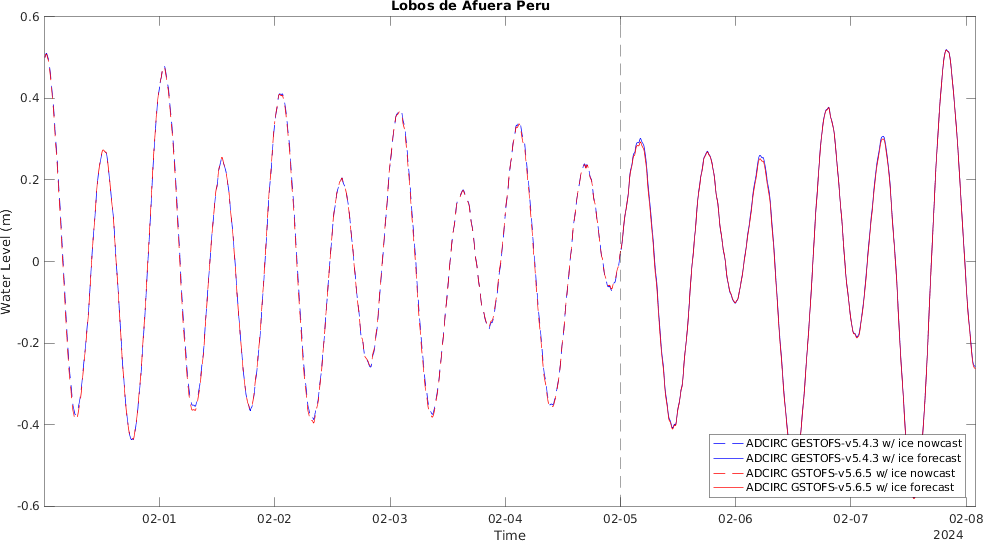 Lobos de Afuera Peru
0.6
0.4
0.2
0
-0.2
-0.4
-0.6
Water Level (m)
ADCIRC GESTOFS-v5.4.3 w/ ice nowcast
ADCIRC GESTOFS-v5.4.3 w/ ice forecast
ADCIRC GSTOFS-v5.6.5 w/ ice nowcast
ADCIRC GSTOFS-v5.6.5 w/ ice forecast
02-01 02-02 02-03 02-04 02-05 02-06 02-07 02-08
Time 2024